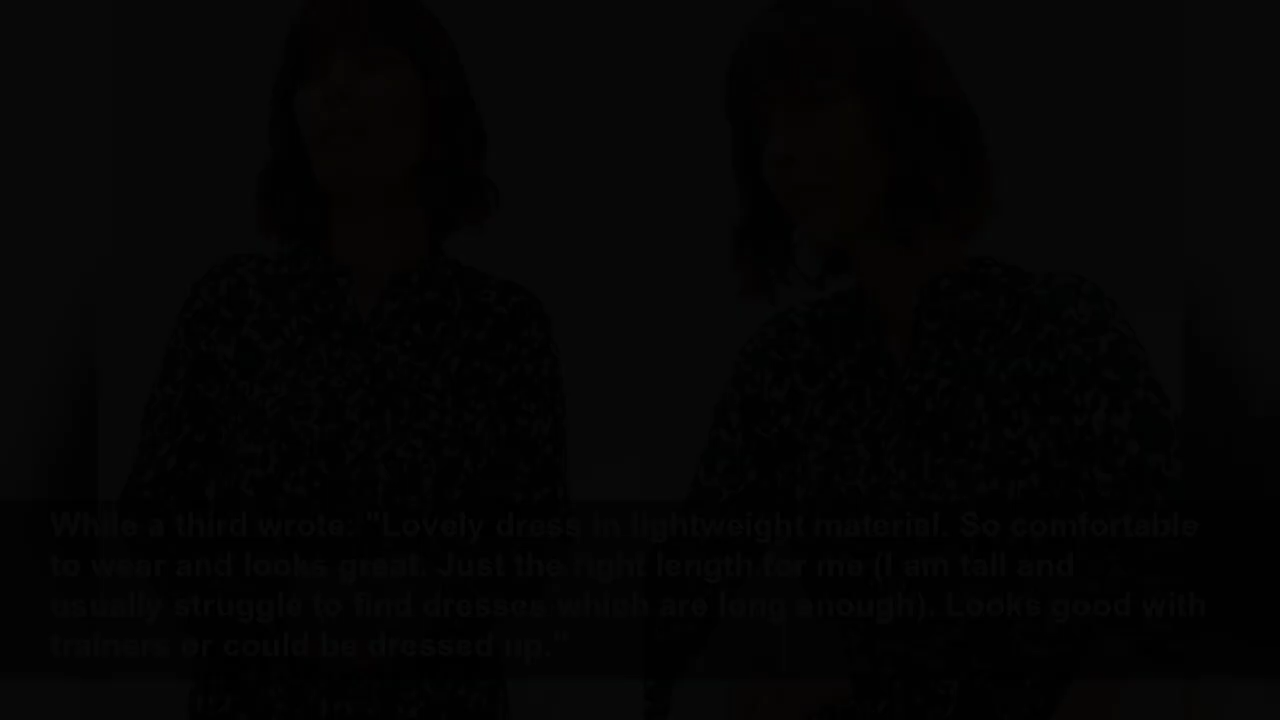 While a third wrote: "Lovely dress in lightweight material. So comfortable
to wear and looks great. Just the right length for me (I am tall and
usually struggle to find dresses which are long enough). Looks good with
trainers or could be dressed up."